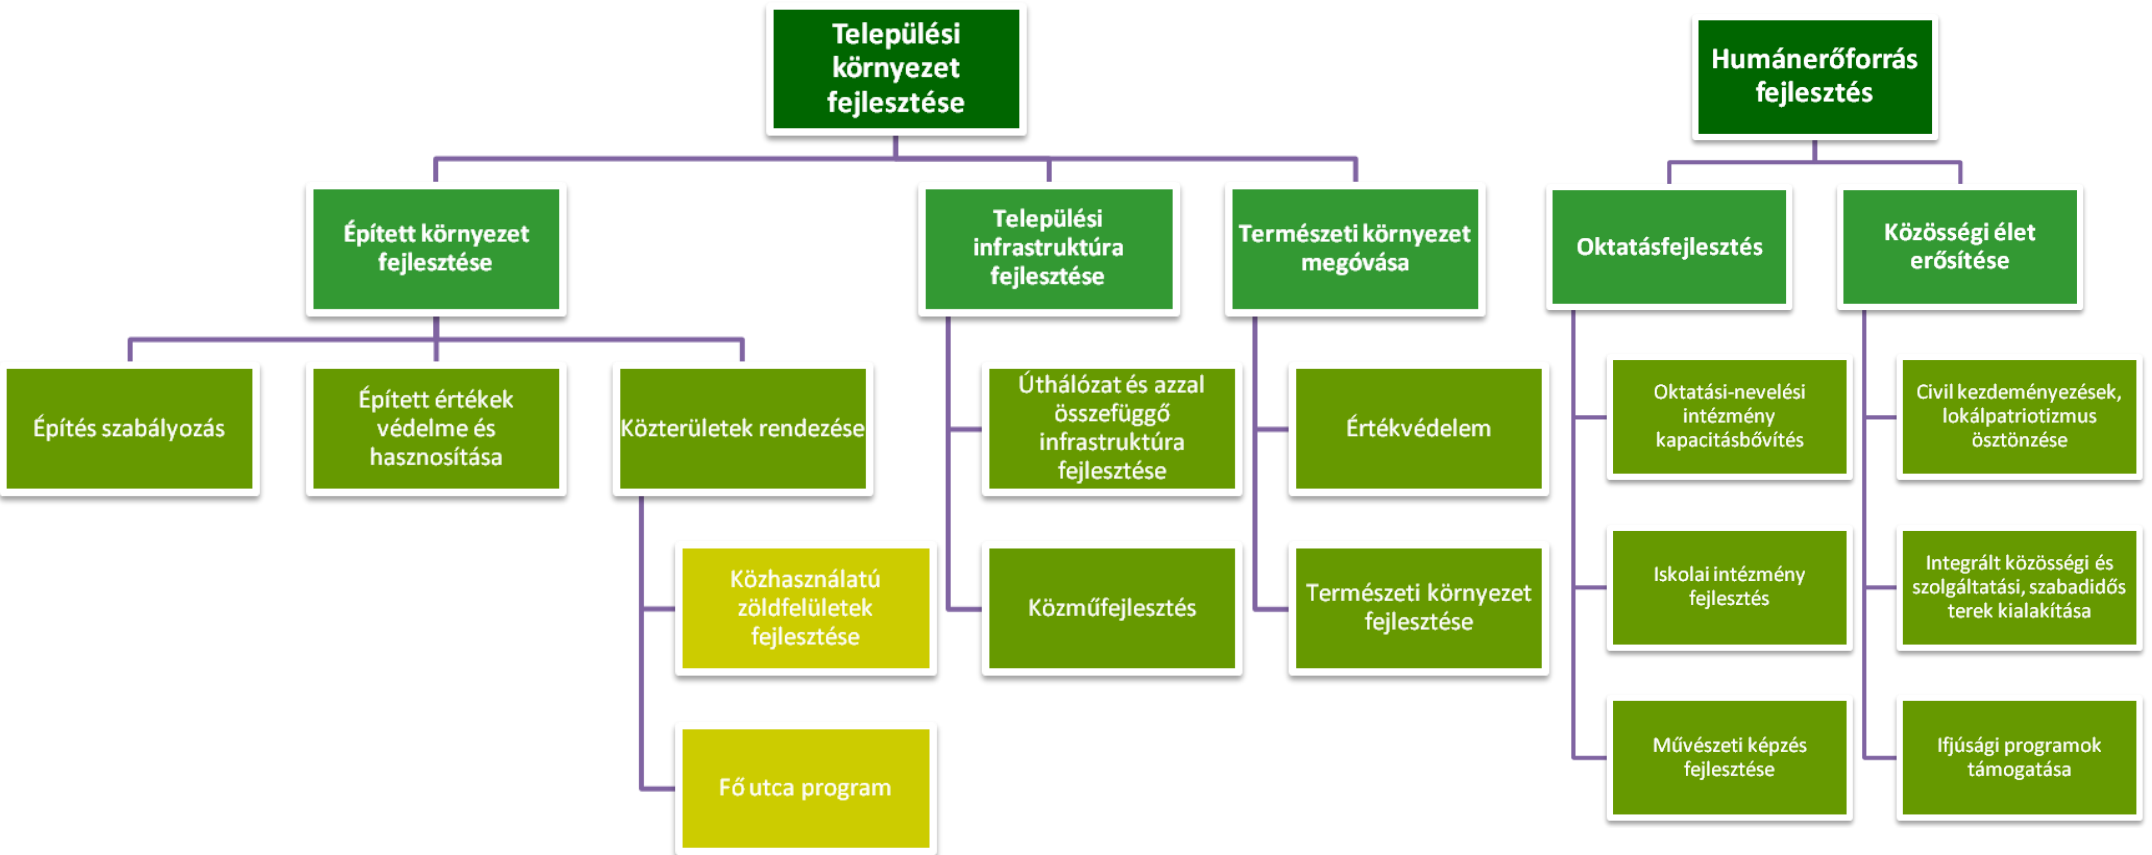 Települési
környezet
fejlesztése
Humánerőforrás
fejlesztés
Épített környezet
fejlesztése
Települési
infrastruktúra
fejlesztése
Természeti környezet
megóvása
Oktatásfejlesztés
Közösségi élet
erősítése
Építés szabályozás
Épített értékek
védelme és
hasznosítása
Közterületek rendezése
Úthálózat és azzal
összefüggő
infrastruktúra
fejlesztése
Értékvédelem
Oktatási-nevelési
intézmény
kapacitásbővítés
Civil kezdeményezések,
lokálpatriotizmus
ösztönzése
Közhasználatú
zöldfelületek
fejlesztése
Közműfejlesztés
Természeti környezet
fejlesztése
Iskolai intézmény
fejlesztés
Integrált közösségi és
szolgáltatási, szabadidős
terek kialakítása
Fő utca program
Művészeti képzés
fejlesztése
Ifjúsági programok
támogatása